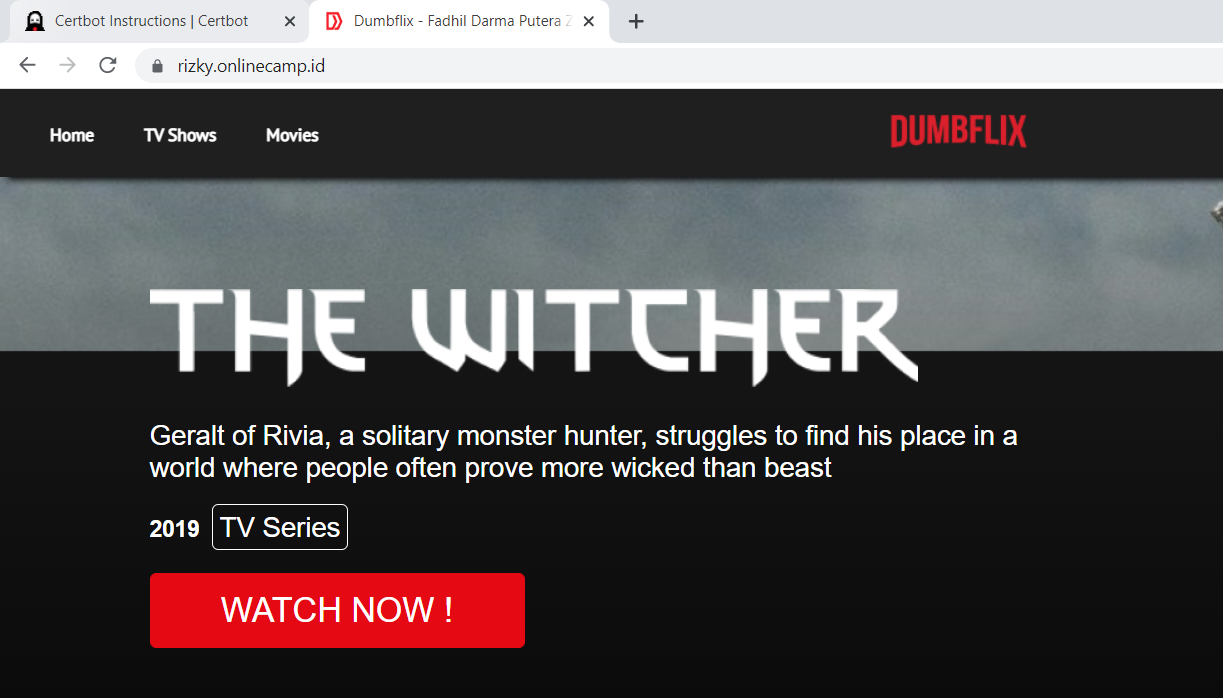 Certbot Instructions | Certbot
Dumbflix - Fadhil Darma Putera Z
rizky.onlinecamp.id
Home TV Shows Movies DUMBFLIX
THE WITCHER
Geralt of Rivia, a solitary monster hunter, struggles to find his place in a
world where people often prove more wicked than beast
2019 TV Series
WATCH NOW !